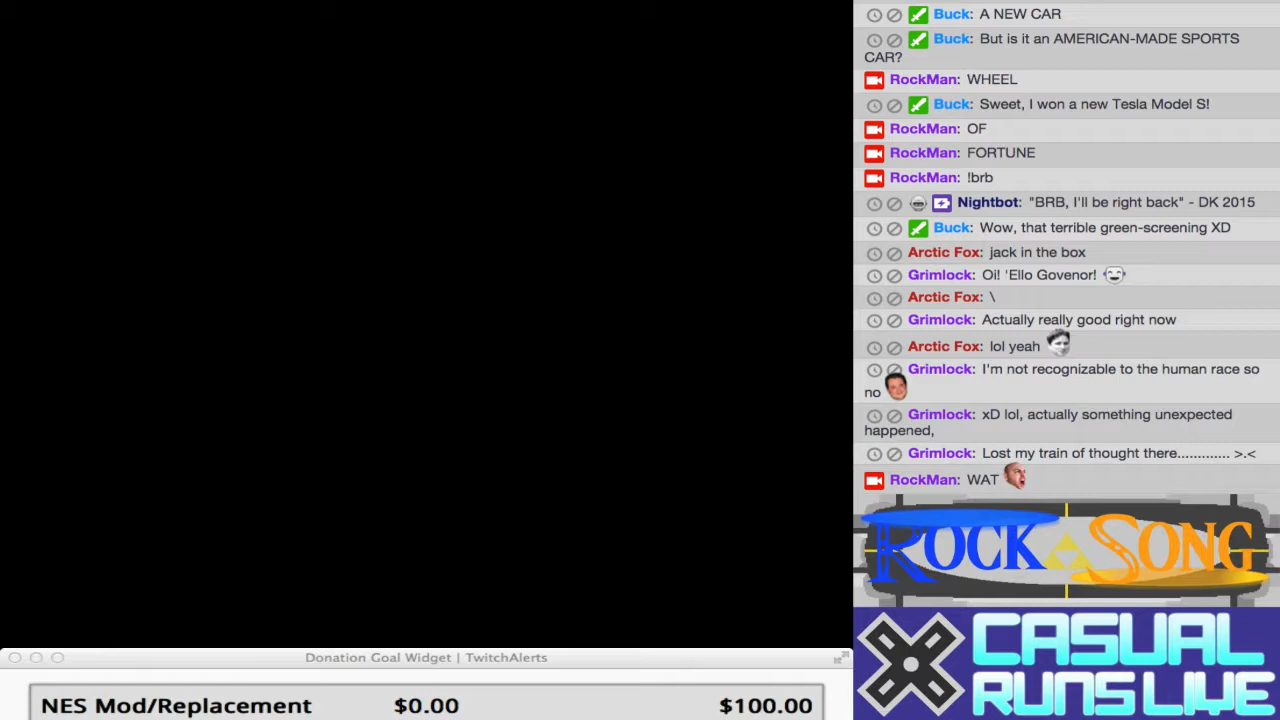 Buck: A NEW CAR
Buck: But is it an AMERICAN-MADE SPORTS
CAR?
RockMan: WHEEL
Buck: Sweet, I won a new Tesla Model S!
RockMan: OF
RockMan: FORTUNE
RockMan: !brb
Nightbot: "BRB, I'll be right back" - DK 2015
Buck: Wow, that terrible green-screening XD
Arctic Fox: jack in the box
Grimlock: Oi! 'Ello Govenor!
Arctic Fox: \
Grimlock: Actually really good right now
Arctic Fox: lol yeah
Grimlock: I'm not recognizable to the human race so
no
Grimlock: xD lol, actually something unexpected
happened,
Grimlock: Lost my train of thought there............. >.<
RockMan: WAT
ROCK SONG
CASUAL
RUNS LIVE
Donation Goal Widget | TwitchAlerts
NES Mod/Replacement $0.00 $100.00